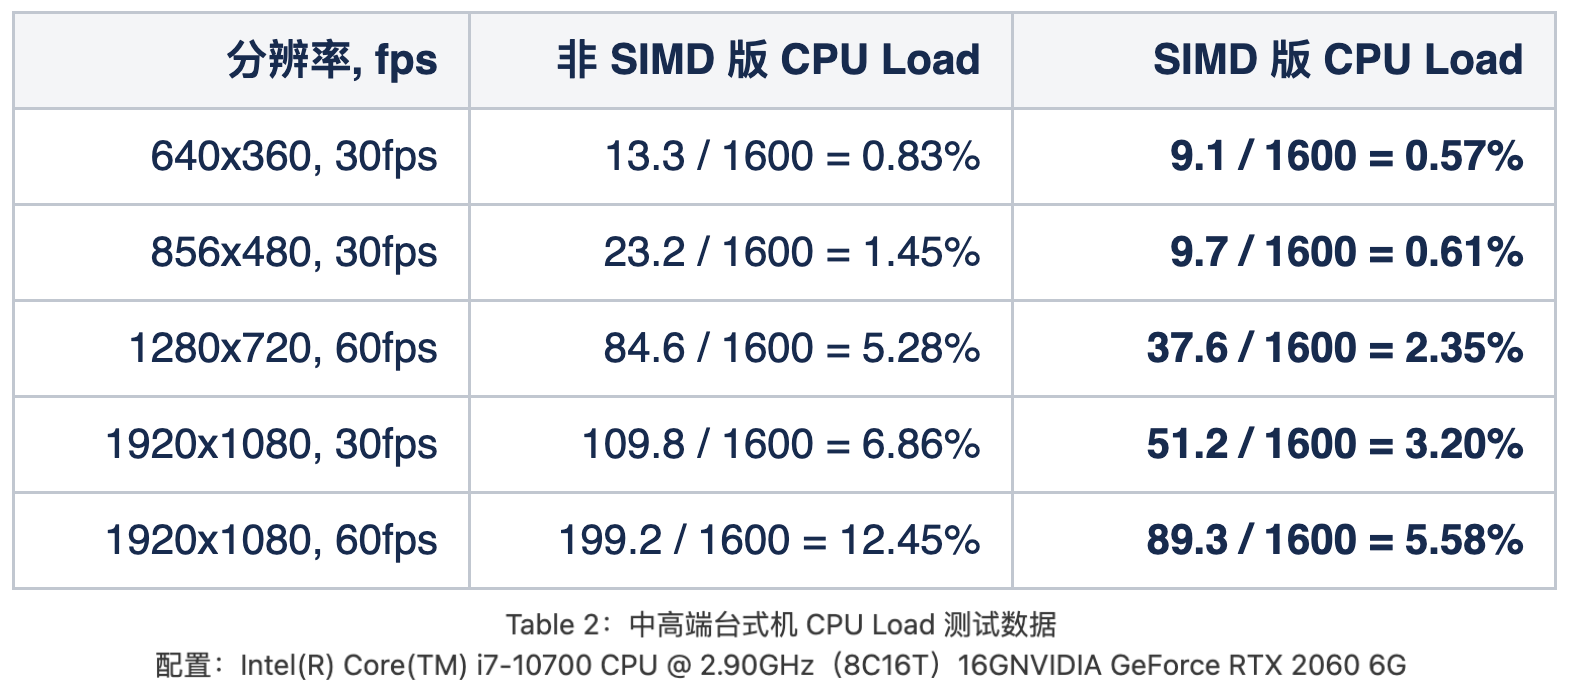 分辨率, fps 非 SIMD 版 CPU Load SIMD 版 CPU Load
640x360, 30fps 13.3 / 1600 = 0.83% 9.1 / 1600 = 0.57%
856x480, 30fps 23.2 / 1600 = 1.45% 9.7 / 1600 = 0.61%
1280x720, 60fps 84.6 / 1600 = 5.28% 37.6 / 1600 = 2.35%
1920x1080, 30fps 109.8 / 1600 = 6.86% 51.2 / 1600 = 3.20%
1920x1080, 60fps 199.2 / 1600 = 12.45% 89.3 / 1600 = 5.58%
Table 2：中高端台式机 CPU Load 测试数据
配置：Intel(R) Core(TM) i7-10700 CPU @ 2.90GHz（8C16T）16GNVIDIA GeForce RTX 2060 6G